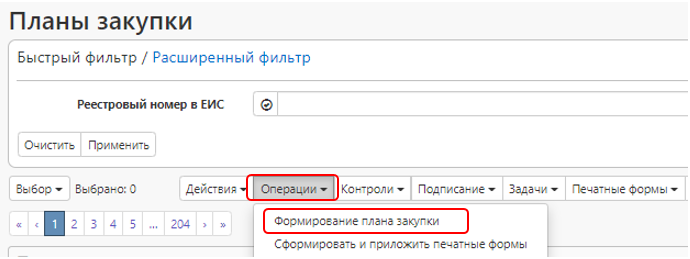 Планы закупки
Быстрый фильтр / Расширенный фильтр
Реестровый номер в ЕИС
Очистить Применить
Выбор Выбрано: 0 Действия Операции Контроли Подписание Задачи Печатные формы
« ‹ 1 2 3 4 5 ... 204 › »
Формирование плана закупки
Сформировать и приложить печатные формы